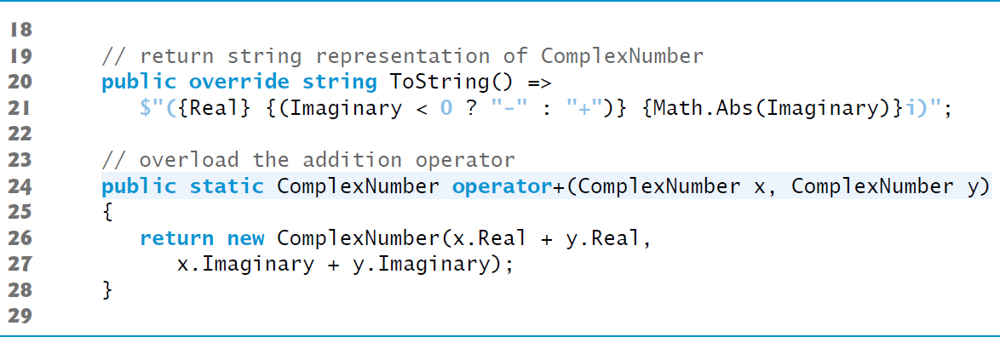 18
19 // return string representation of ComplexNumber
20 public override string ToString() =>
21 $"({Real} {(Imaginary < 0 ? "-" : "+")} {Math.Abs(Imaginary)}i)";
22
23 // overload the addition operator
24 public static ComplexNumber operator+(ComplexNumber x, ComplexNumber y)
25 {
26 return new ComplexNumber(x.Real + y.Real,
27 x.Imaginary + y.Imaginary);
28 }
29